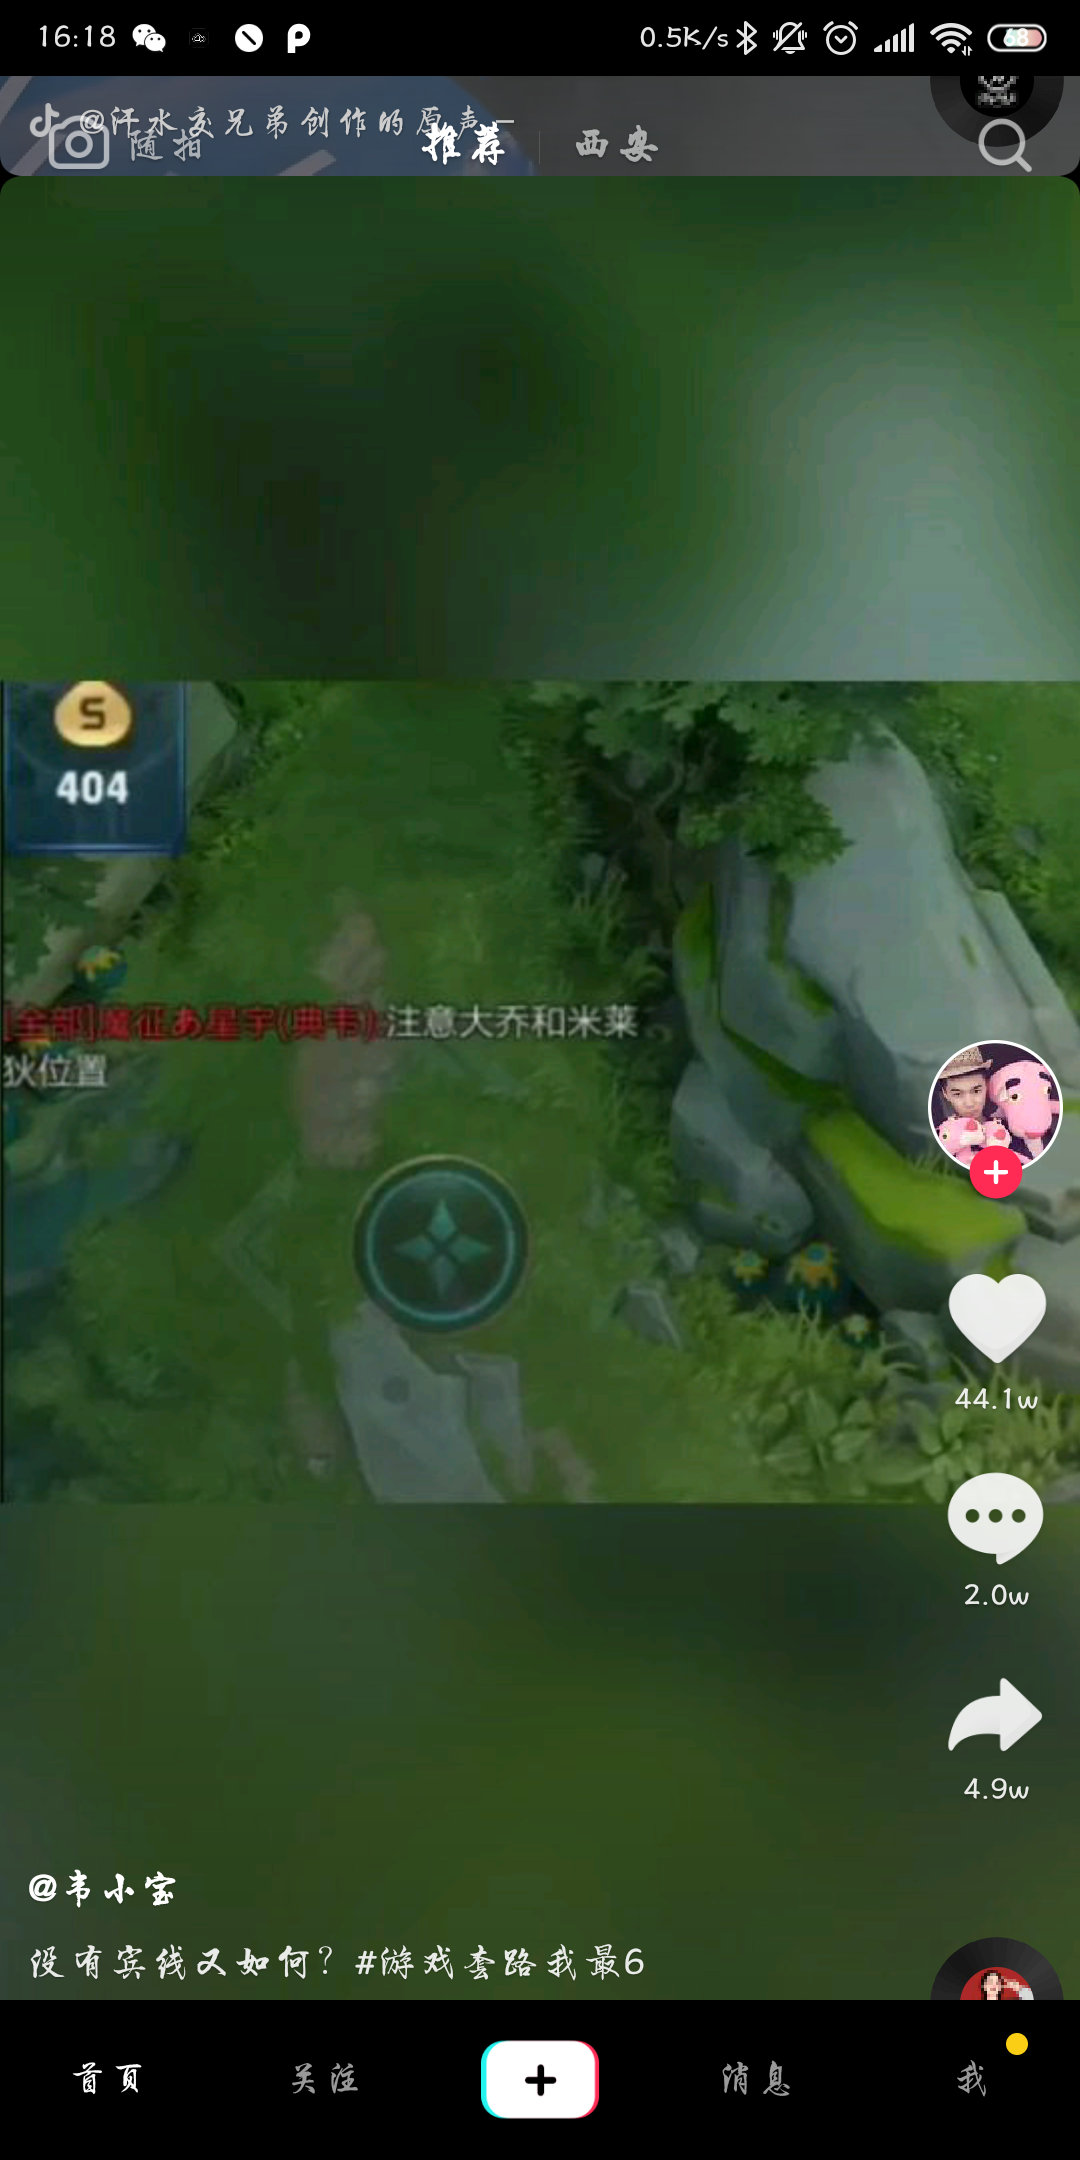 16:18
0.5K/s
68
@汗水交兄弟创作的原声 —
随拍
推荐
西安
S
404
[全部]魔征あ星宇(典韦):注意大乔和米莱
狄位置
44.1w
2.0w
4.9w
@韦小宝
没有宾线又如何？#游戏套路我最6
首页
关注
消息
我